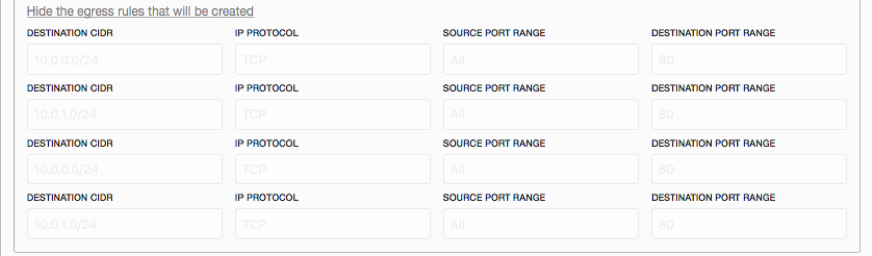 Hide the egress rules that will be created
DESTINATION CIDR IP PROTOCOL SOURCE PORT RANGE DESTINATION PORT RANGE
10.0.0.0/24 TCP All 80
DESTINATION CIDR IP PROTOCOL SOURCE PORT RANGE DESTINATION PORT RANGE
10.0.1.0/24 TCP All 80
DESTINATION CIDR IP PROTOCOL SOURCE PORT RANGE DESTINATION PORT RANGE
10.0.0.0/24 TCP All 80
DESTINATION CIDR IP PROTOCOL SOURCE PORT RANGE DESTINATION PORT RANGE
10.0.1.0/24 TCP All 80